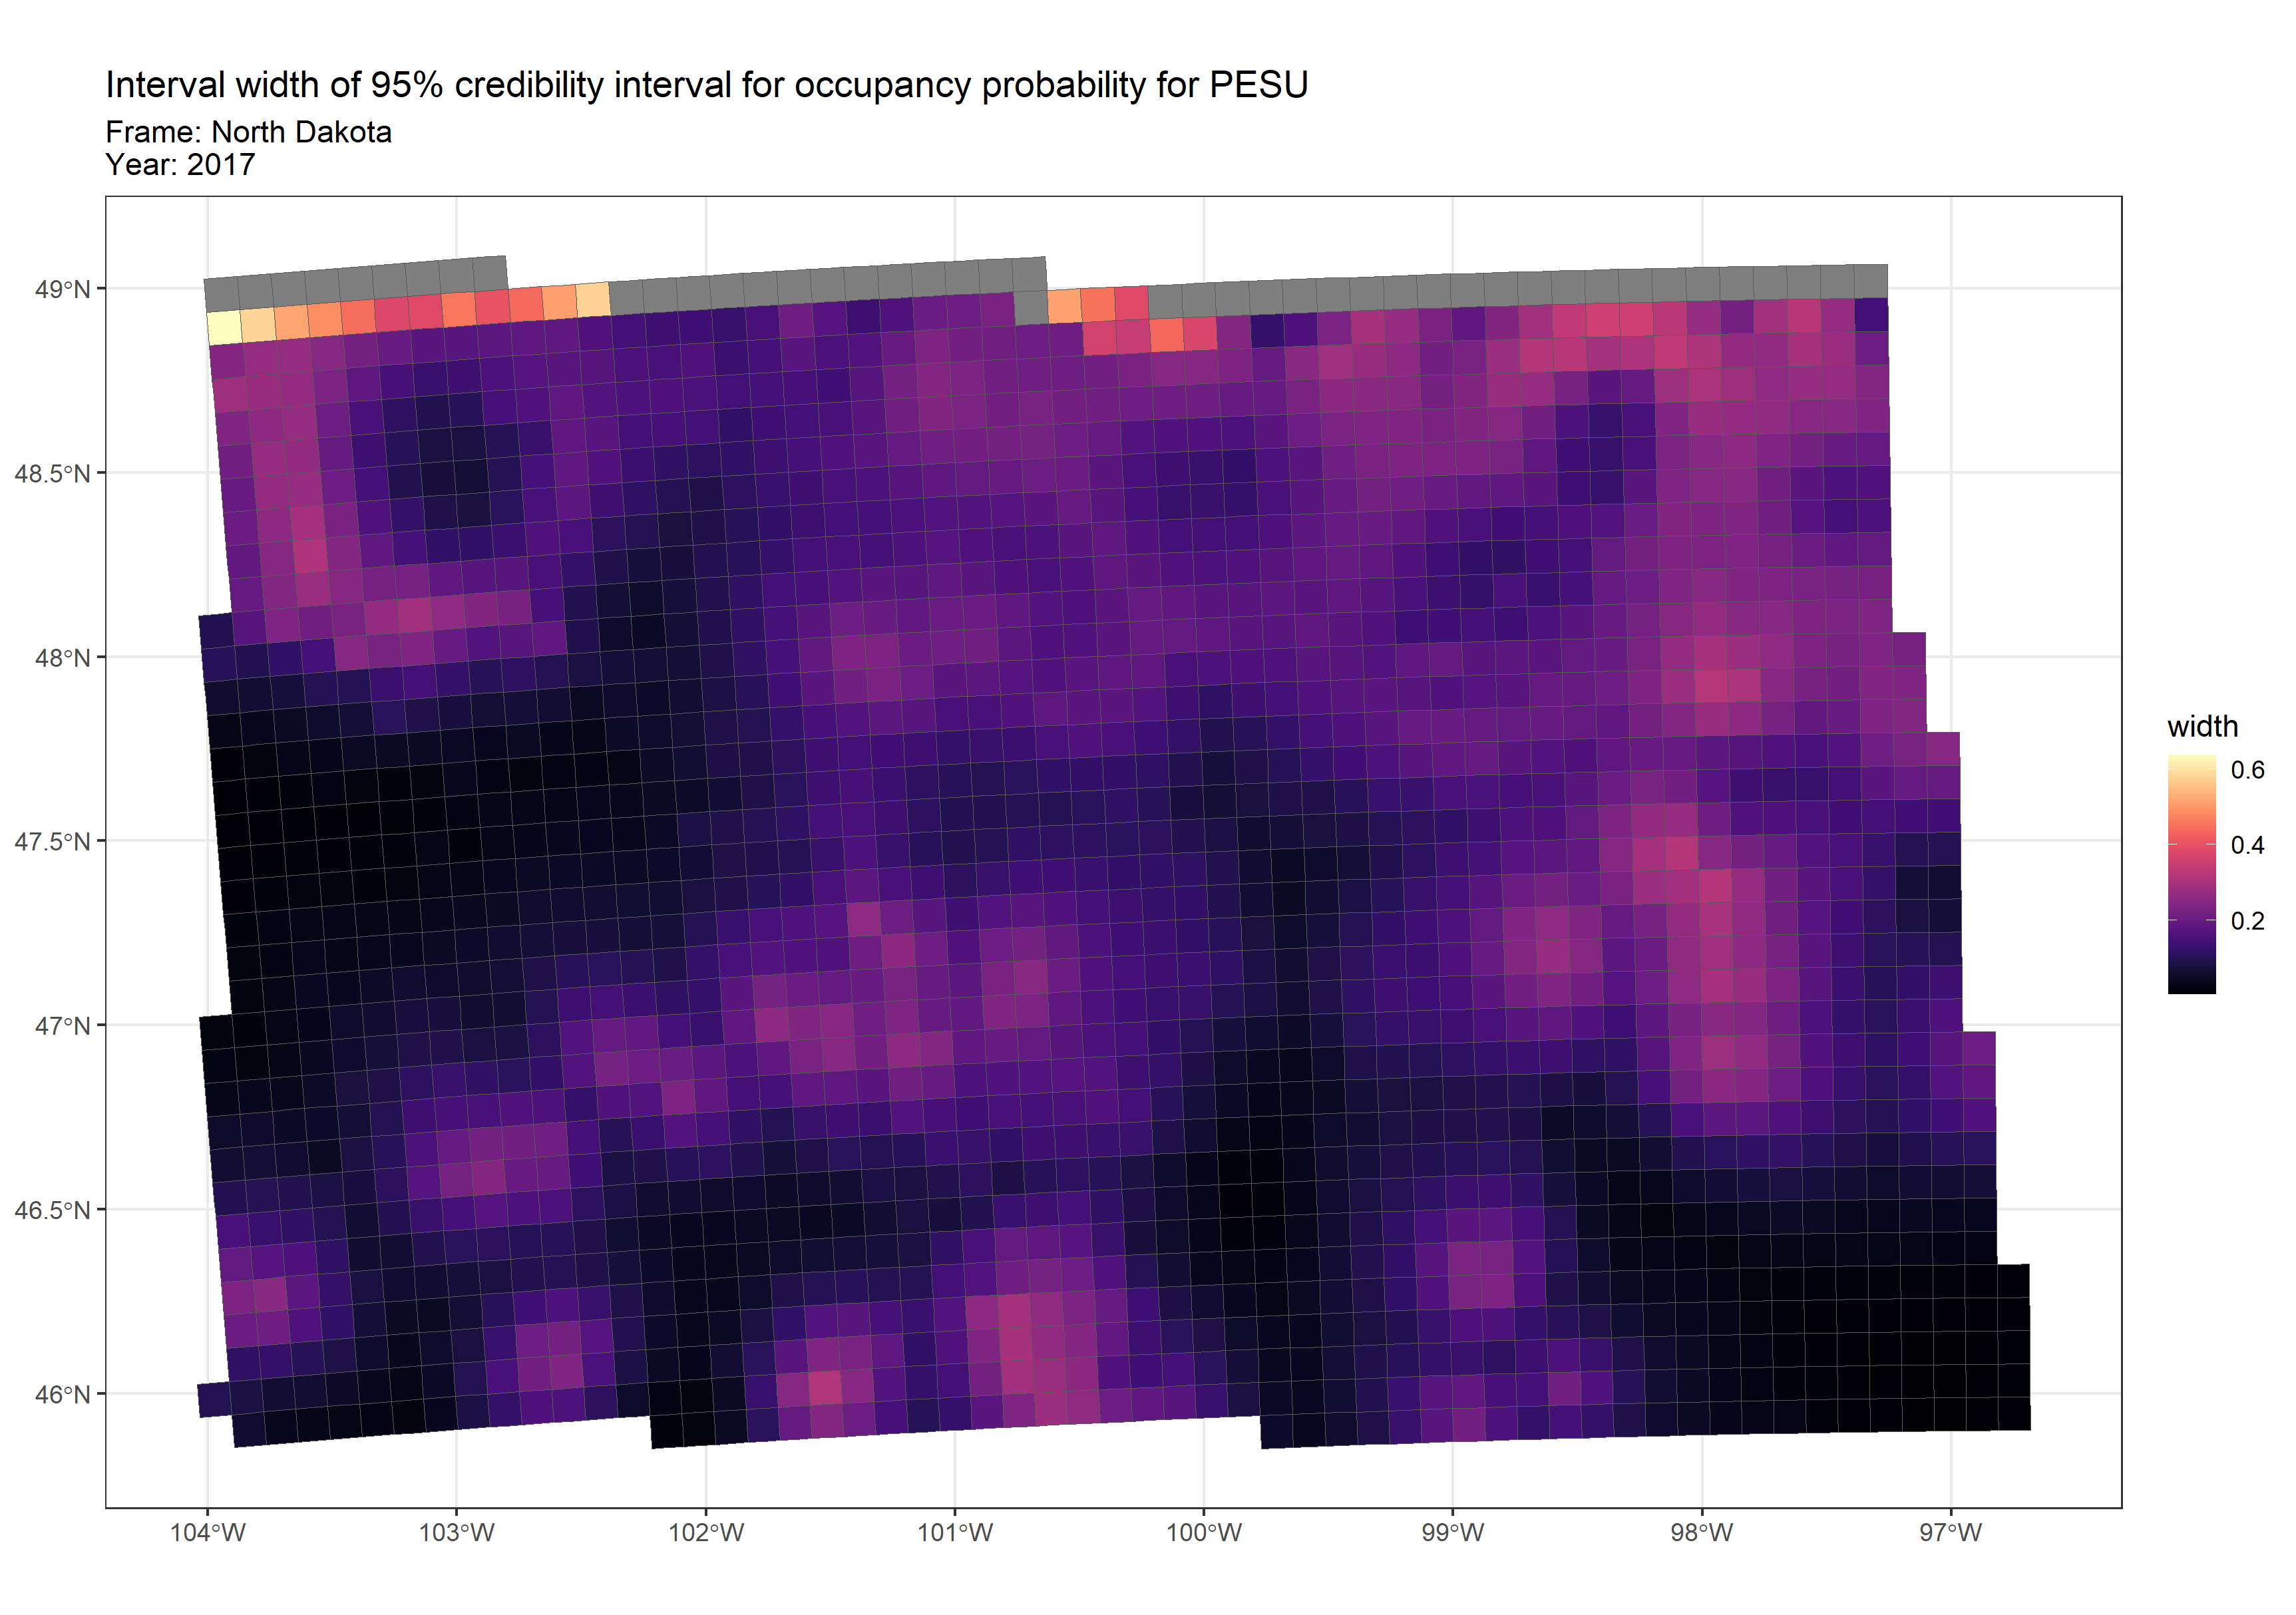 Interval width of 95% credibility interval for occupancy probability for PESU
Frame: North Dakota
Year: 2017
49°N
48.5°N
48°N
47.5°N
47°N
46.5°N
46°N
104°W
103°W
102°W
101°W
100°W
99°W
98°W
97°W
width
0.6
0.4
0.2